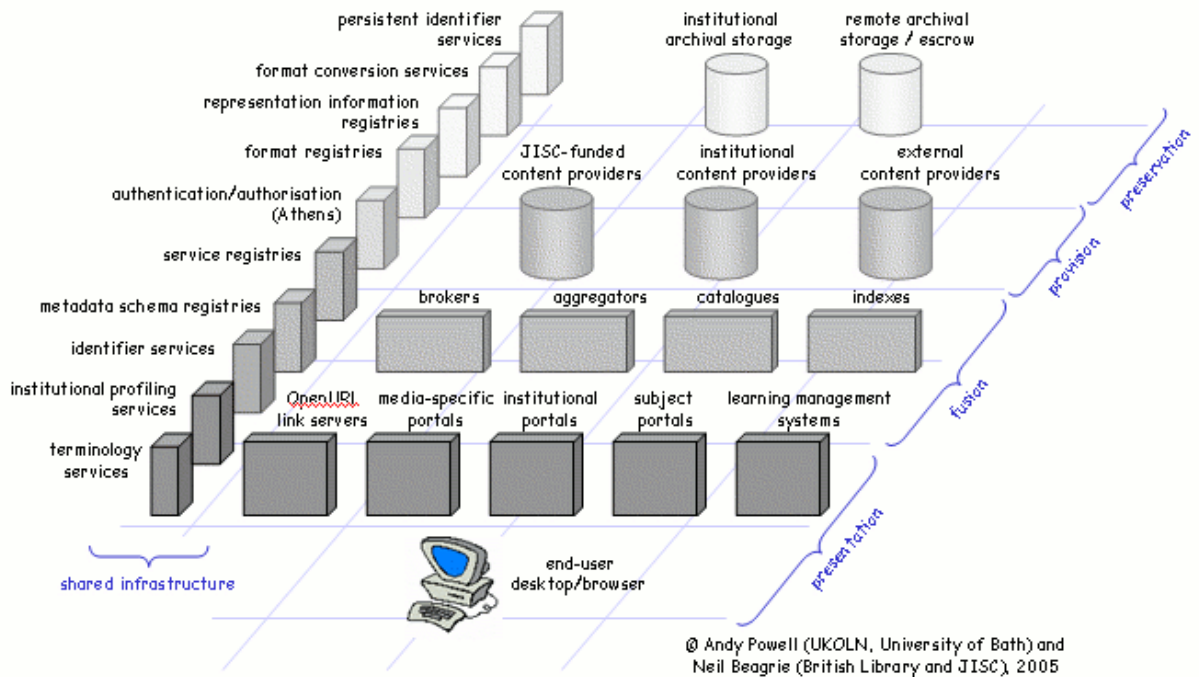 persistent identifier
services
institutional
archival storage
remote archival
storage / escrow
format conversion services
representation information
registries
format registries
JISC-funded
content providers
institutional
content providers
external
content providers
preservation
authentication/authorisation
(Athens)
service registries
provision
metadata schema registries
brokers
aggregators
catalogues
indexes
identifier services
institutional profiling
services
OpenURL
link servers
media-specific
portals
institutional
portals
subject
portals
learning management
systems
fusion
terminology
services
presentation
shared infrastructure
end-user
desktop/browser
@ Andy Powell (UKOLN, University of Bath) and
Neil Beagrie (British Library and JISC), 2005